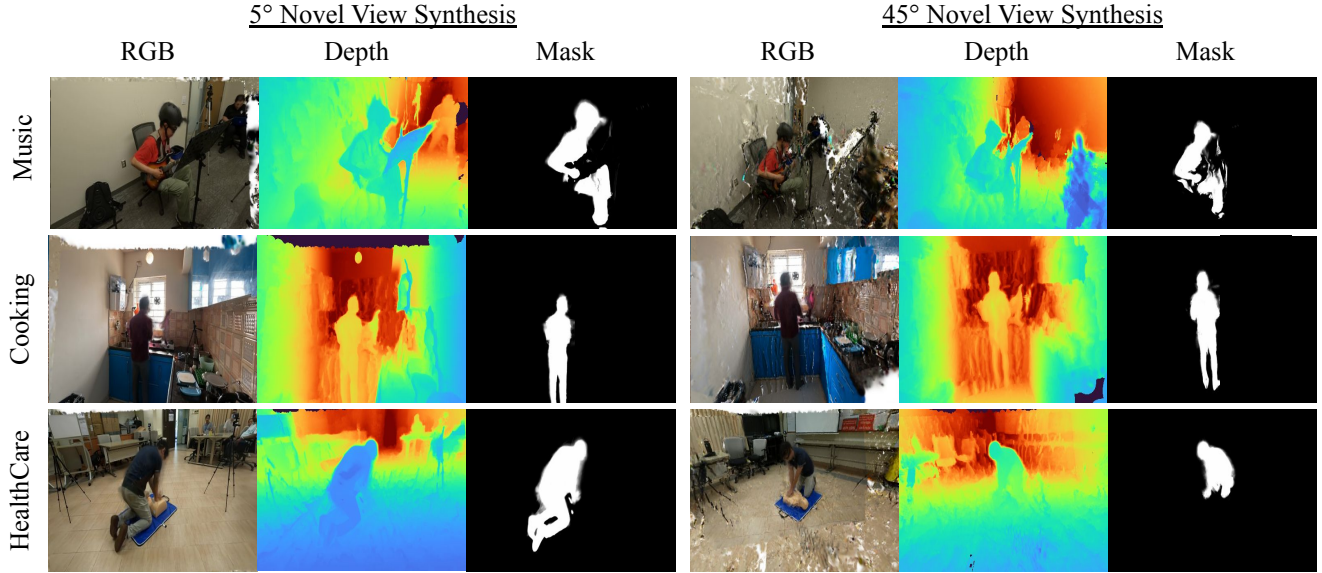 5° Novel View Synthesis 45° Novel View Synthesis
RGB Depth Mask RGB Depth Mask
Music
Cooking
HealthCare